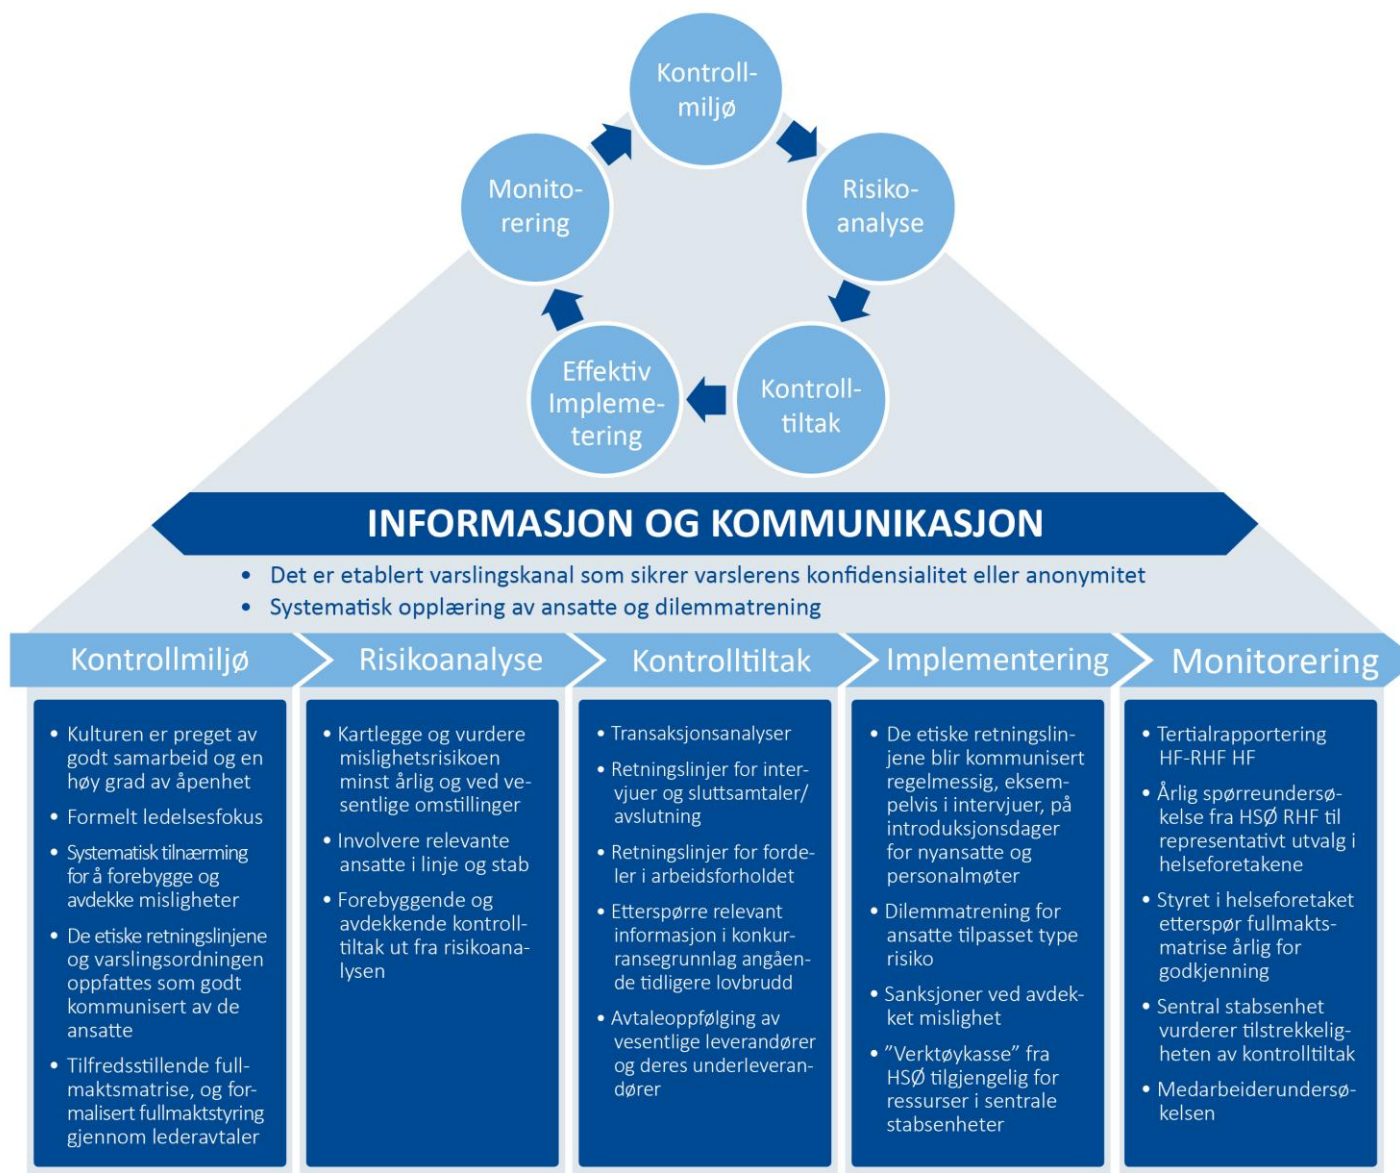 Kontroll-
miljø
Monito-
rering
Risiko-
analyse
Effektiv
Impleme-
tering
Kontroll-
tiltak
INFORMASJON OG KOMMUNIKASJON
• Det er etablert varslingskanal som sikrer varslerens konfidensialitet eller anonymitet
• Systematisk opplæring av ansatte og dilemmatrening
Kontrollmiljø
• Kulturen er preget av
godt samarbeid og en
høy grad av åpenhet
• Formelt ledelsesfokus
• Systematisk tilnærming
for å forebygge og
avdekke misligheter
• De etiske retningslinjene
og varslingsordningen
oppfattes som godt
kommunisert av de
ansatte
• Tilfredsstillende full-
maktsmatrise, og for-
malisert fullmaktstyring
gjennom lederavtaler
Risikoanalyse
• Kartlegge og vurdere
mislighetsrisikoen
minst årlig og ved ve-
sentlige omstillinger
• Involvere relevante
ansatte i linje og stab
• Forebyggende og
avdekkende kontroll-
tiltak ut fra risikoana-
lysen
Kontrolltiltak
• Transaksjonsanalyser
• Retningslinjer for inter-
vjuer og sluttsamtaler/
avslutning
• Retningslinjer for forde-
ler i arbeidsforholdet
• Etterspørre relevant
informasjon i konkur-
ransegrunnlag angåen-
de tidligere lovbrudd
• Avtaleoppfølging av
vesentlige leverandører
og deres underleveran-
dører
Implementering
• De etiske retningslin-
jene blir kommunisert
regelmessig, eksem-
pelvis i intervjuer, på
introduksjonsdager
for nyansatte og
personalmøter
• Dilemmatrening for
ansatte tilpasset type
risiko
• Sanksjoner ved avdek-
ket mislighet
• ”Verktøykasse” fra
HSØ tilgjengelig for
ressurser i sentrale
stabsenheter
Monitorering
• Tertialrapportering
HF-RHF HF
• Årlig spørreundersø-
kelse fra HSØ RHF til
representativt utvalg i
helseforetakene
• Styret i helseforetaket
etterspør fullmakts-
matrise årlig for
godkjenning
• Sentral stabsenhet
vurderer tilstrekkelig-
heten av kontrolltiltak
• Medarbeiderundersø-
kelsen